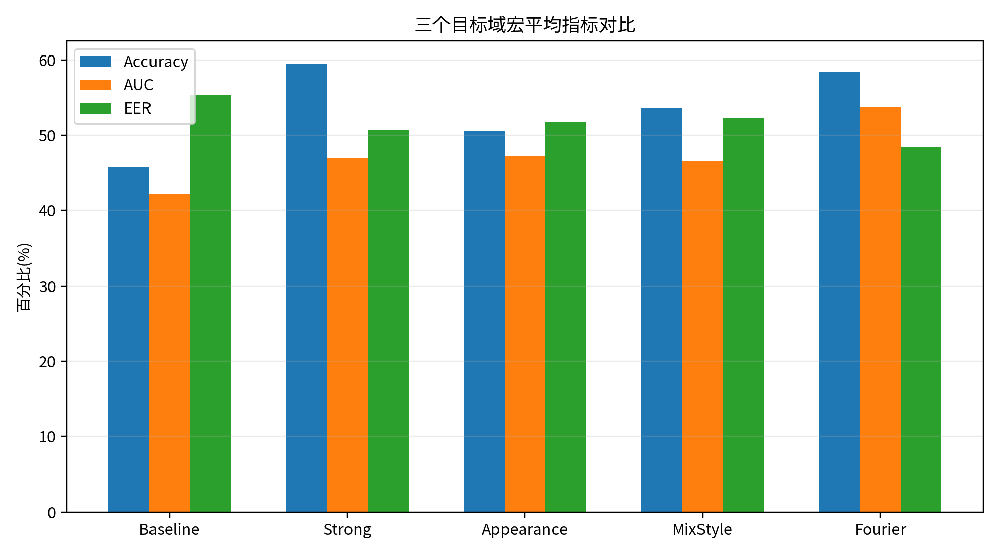 三个目标域宏平均指标对比
Accuracy
AUC
EER
百分比(%)
60
50
40
30
20
10
0
Baseline
Strong
Appearance
MixStyle
Fourier